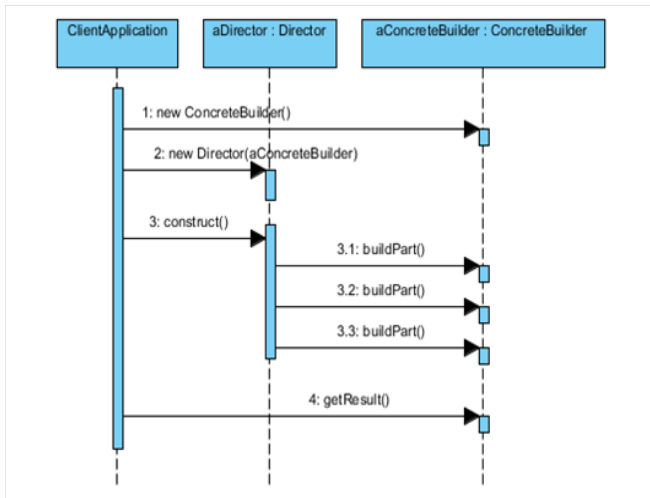 ClientApplication
aDirector : Director
aConcreteBuilder : ConcreteBuilder
1: new ConcreteBuilder()
2: new Director(aConcreteBuilder)
3: construct()
3.1: buildPart()
3.2: buildPart()
3.3: buildPart()
4: getResult()